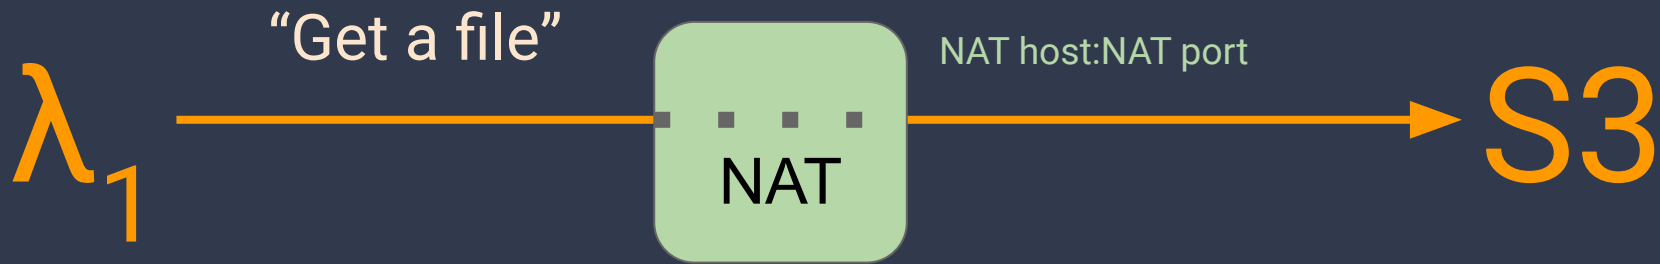 “Get a file”
NAT host:NAT port
λ1
NAT
S3